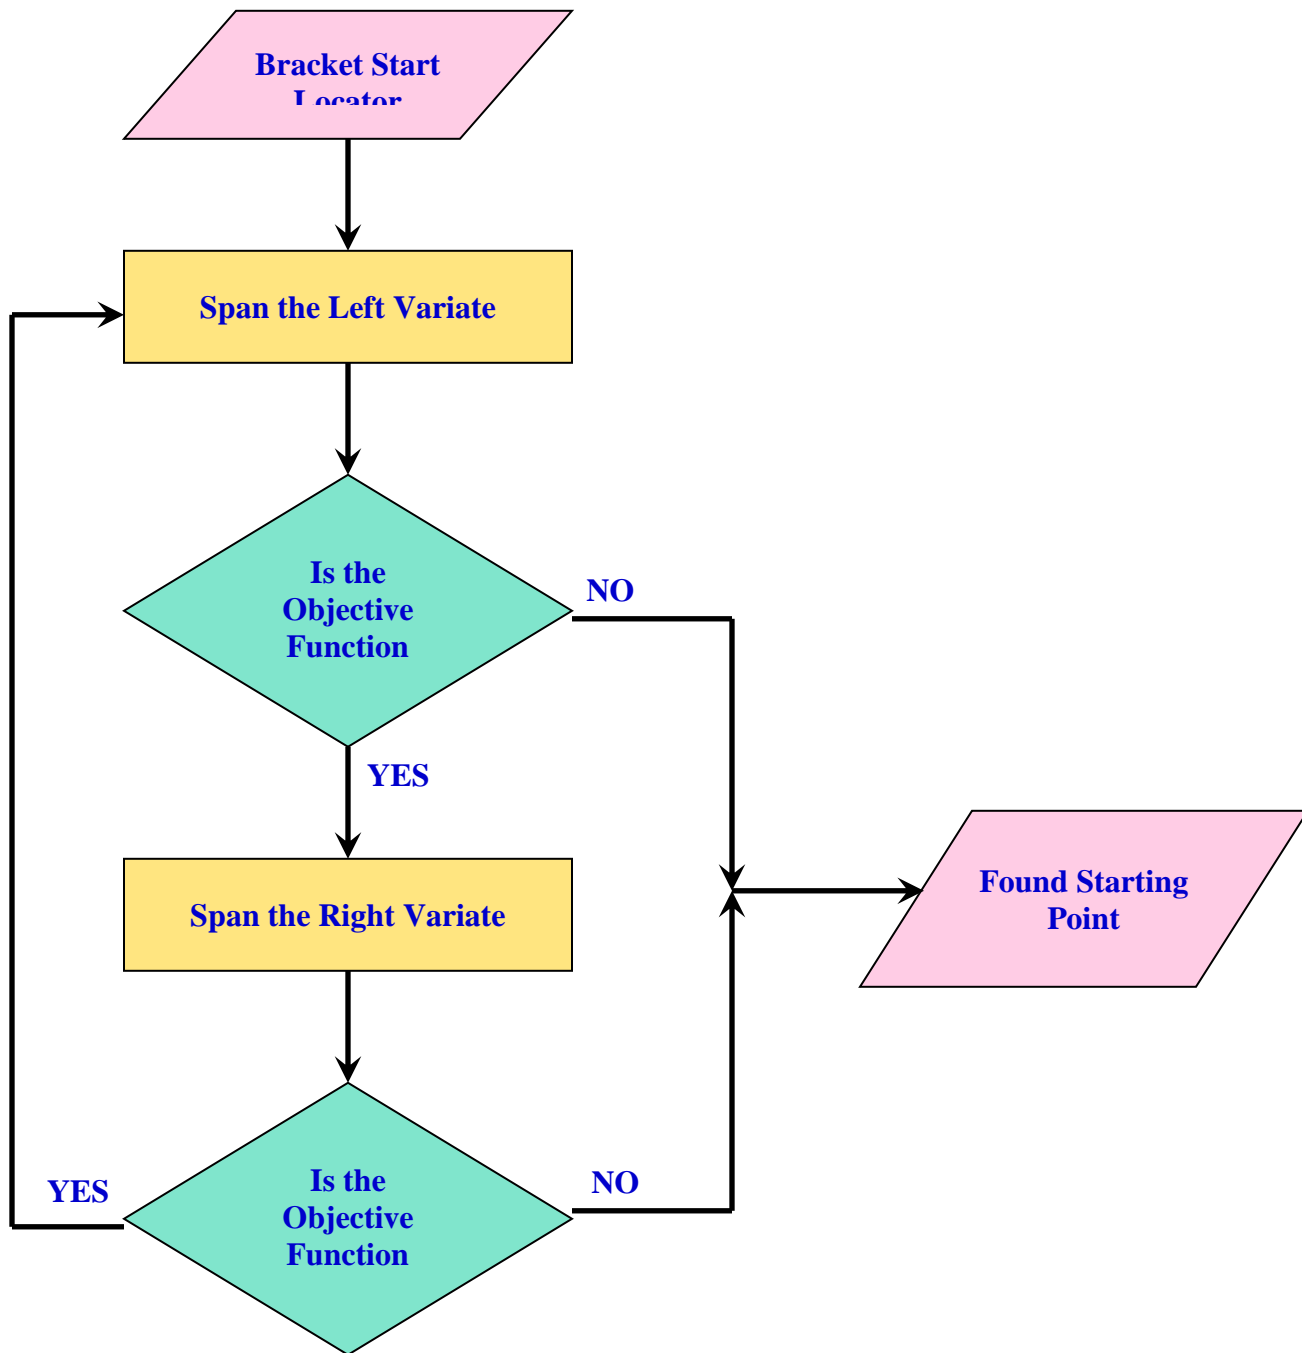 Bracket Start
Locator
Span the Left Variate
Is the
Objective
Function
NO
YES
Span the Right Variate
Found Starting
Point
Is the
Objective
Function
YES
NO